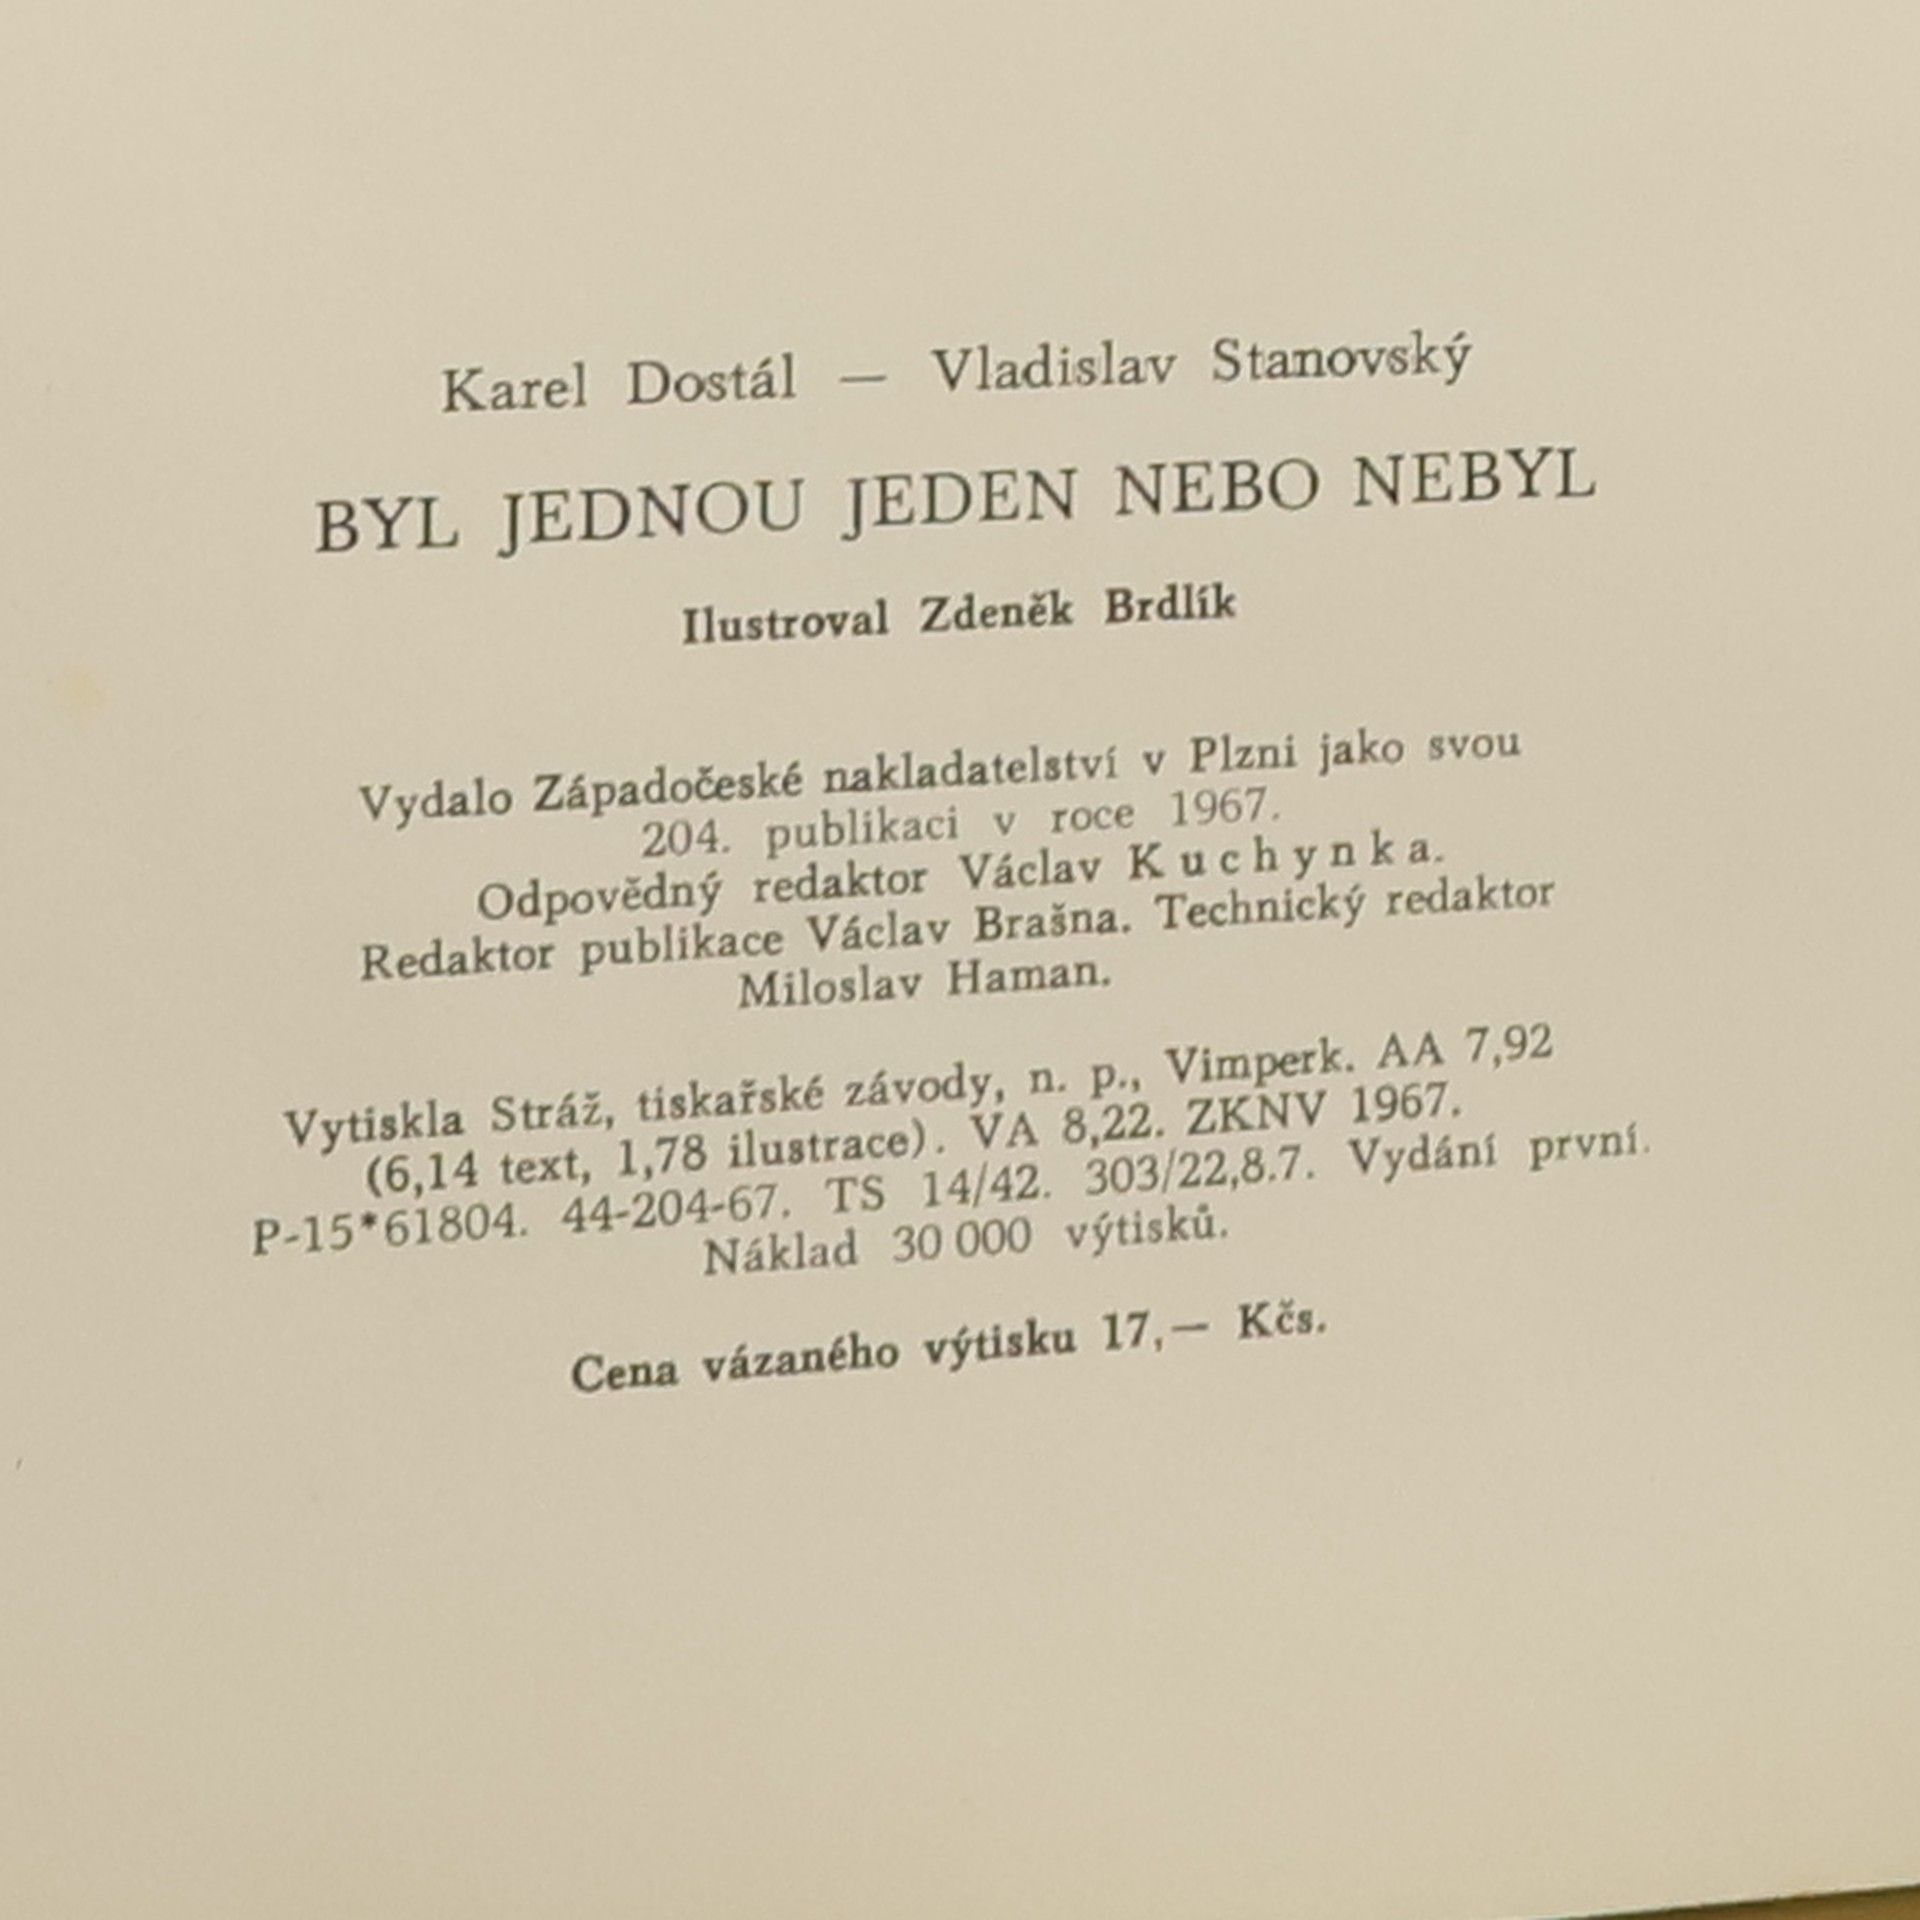 Karel Dostál — Vladislav Stanovský
BYL JEDNOU JEDEN NEBO NEBYL
Ilustroval Zdeněk Brdlík
Vydalo Západočeské nakladatelství v Plzni jako svou
204. publikaci v roce 1967.
Odpovědný redaktor Václav Kuchynka.
Redaktor publikace Václav Brašna. Technický redaktor
Miloslav Haman.
Vytiskla Stráž, tiskařské závody, n. p., Vimperk. AA 7,92
(6,14 text, 1,78 ilustrace). VA 8,22. ZKNV 1967.
P-15*61804. 44-204-67. TS 14/42. 303/22,8.7. Vydání první.
Náklad 30 000 výtisků.
Cena vázaného výtisku 17,— Kčs.